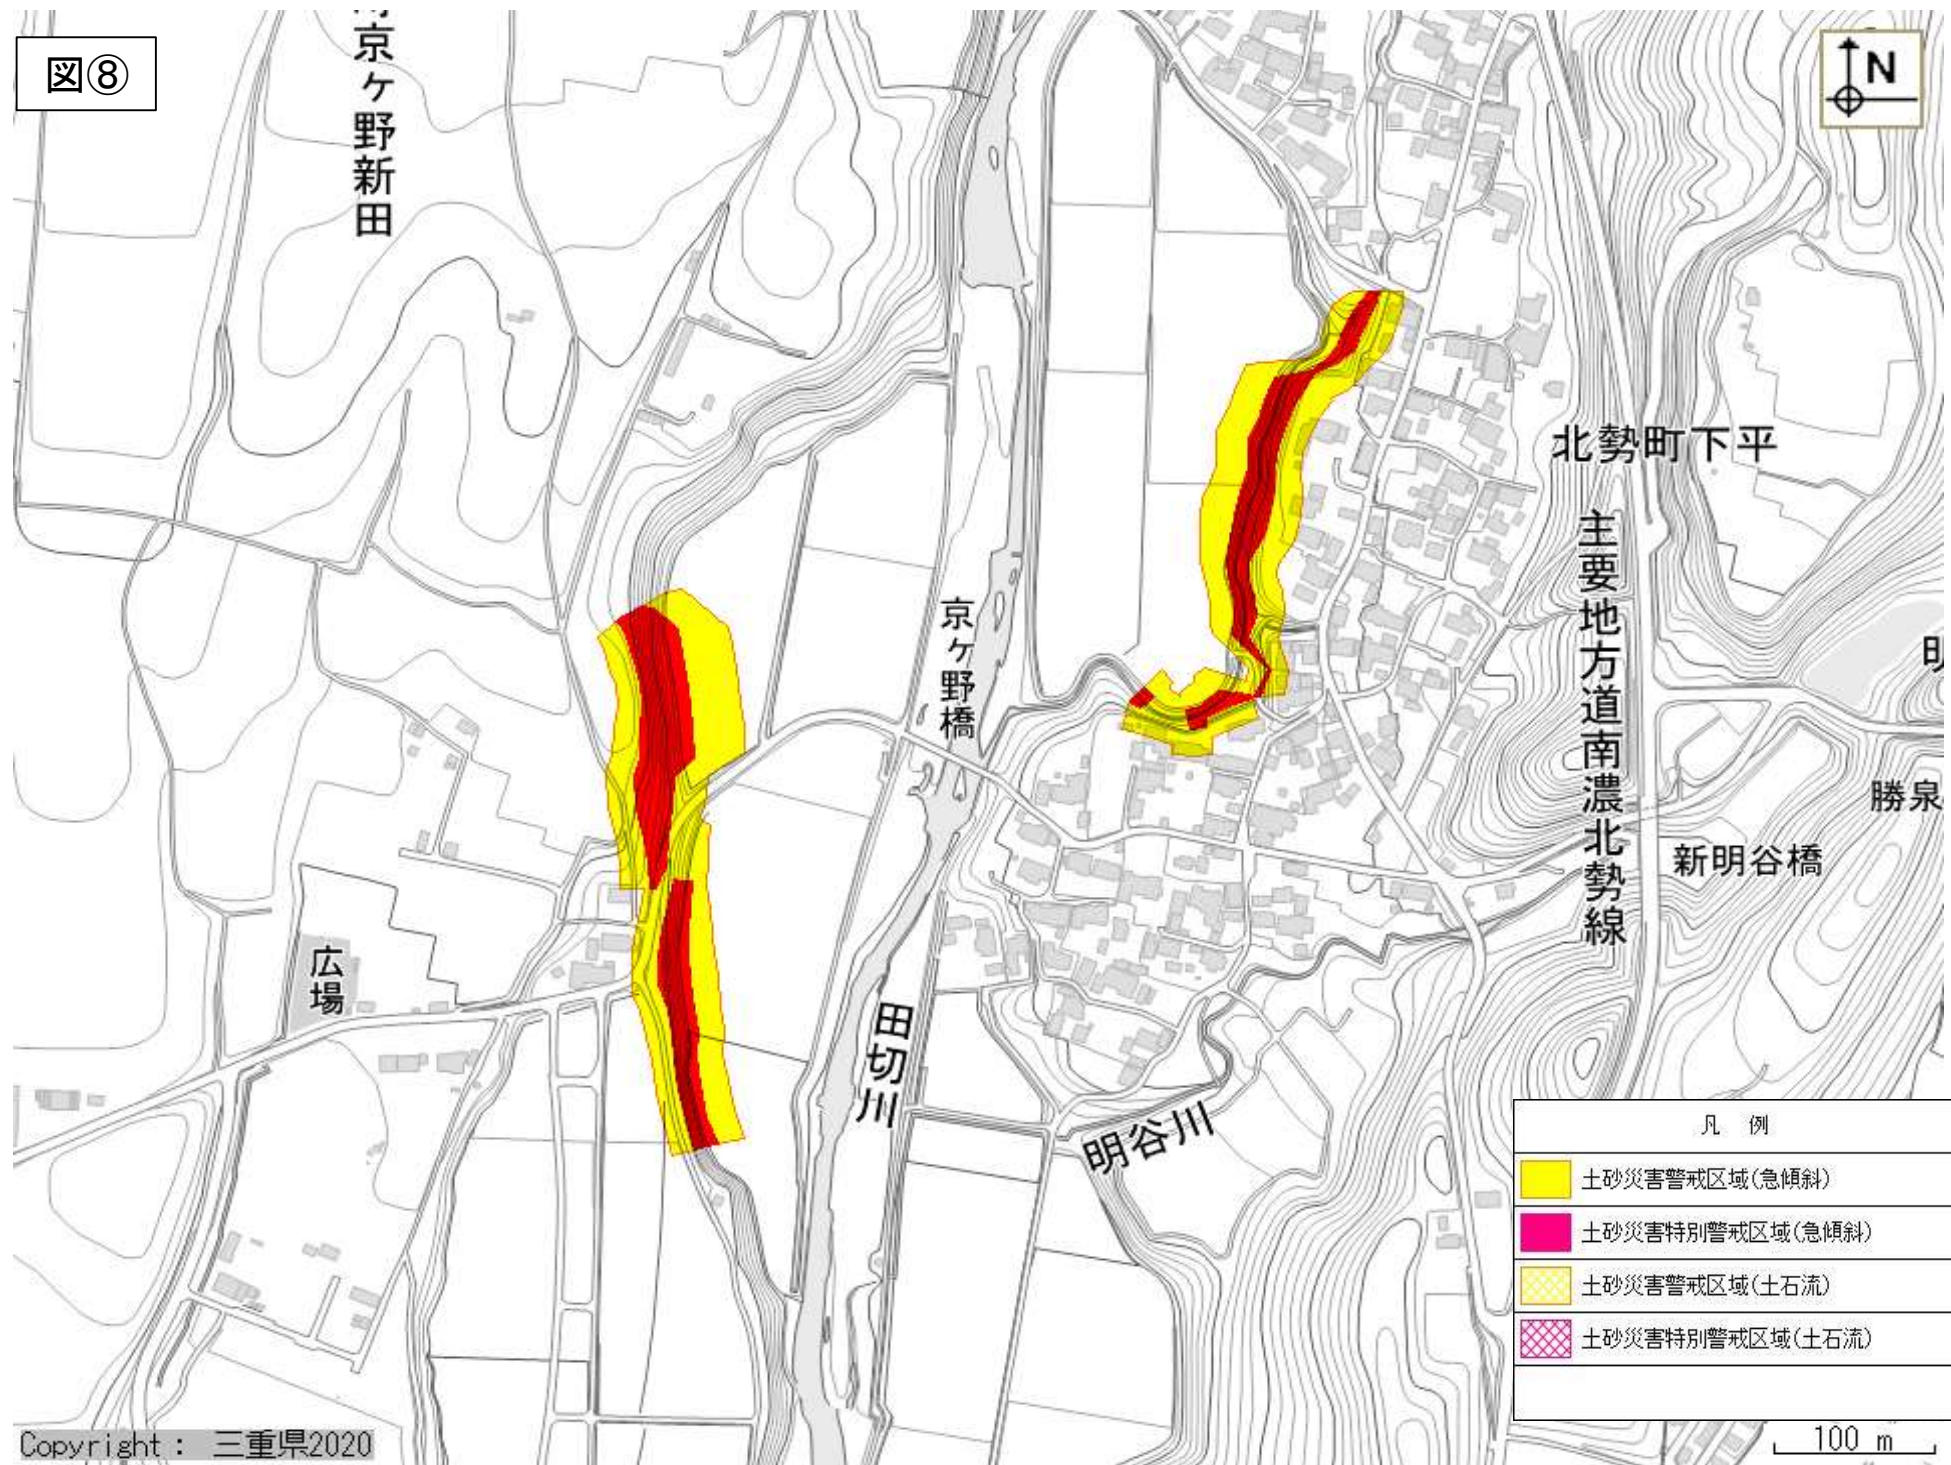 図⑧
京ヶ野新田
N
北勢町下平
主要地方道南濃北勢線
京ヶ野橋
勝泉
新明谷橋
広場
田切川
明谷川
凡 例
土砂災害警戒区域(急傾斜)
土砂災害特別警戒区域(急傾斜)
土砂災害警戒区域(土石流)
土砂災害特別警戒区域(土石流)
Copyright : 三重県2020
100 m